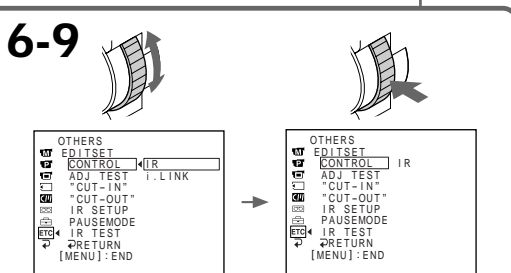 6-9
OTHERS
EDITSET
CONTROL IR
ADJ TEST i.LINK
"CUT-IN"
"CUT-OUT"
IR SETUP
PAUSEMODE
ETC IR TEST
RETURN
[MENU]:END
OTHERS
EDITSET
CONTROL IR
ADJ TEST
"CUT-IN"
"CUT-OUT"
IR SETUP
PAUSEMODE
ETC IR TEST
RETURN
[MENU]:END